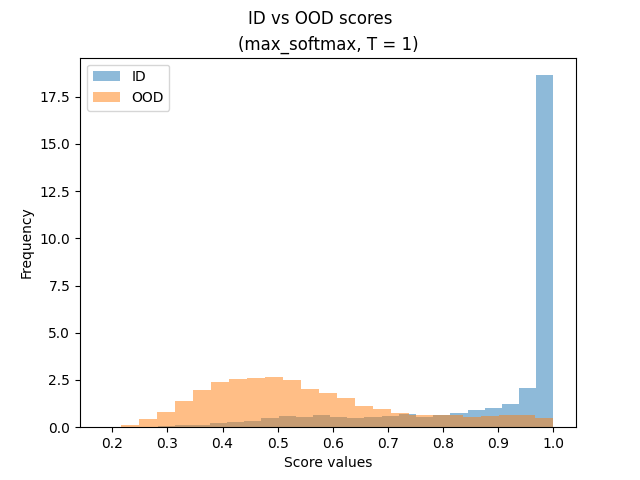 ID vs OOD scores
(max_softmax, T = 1)
ID
OOD
17.5
15.0
12.5
10.0
7.5
5.0
2.5
0.0
Frequency
0.2 0.3 0.4 0.5 0.6 0.7 0.8 0.9 1.0
Score values